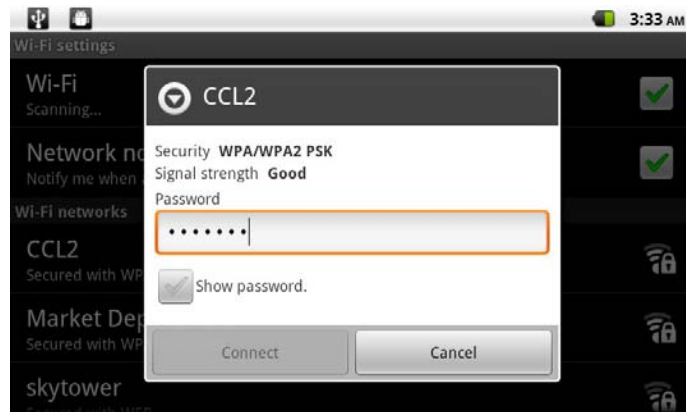 3:33 AM
Wi-Fi settings
Wi-Fi
Scanning...
Network no
Notify me when
Wi-Fi networks
CCL2
Secured with WP
Market Dep
Secured with WP
skytower
CCL2
Security WPA/WPA2 PSK
Signal strength Good
Password
•••••••
Show password.
Connect
Cancel